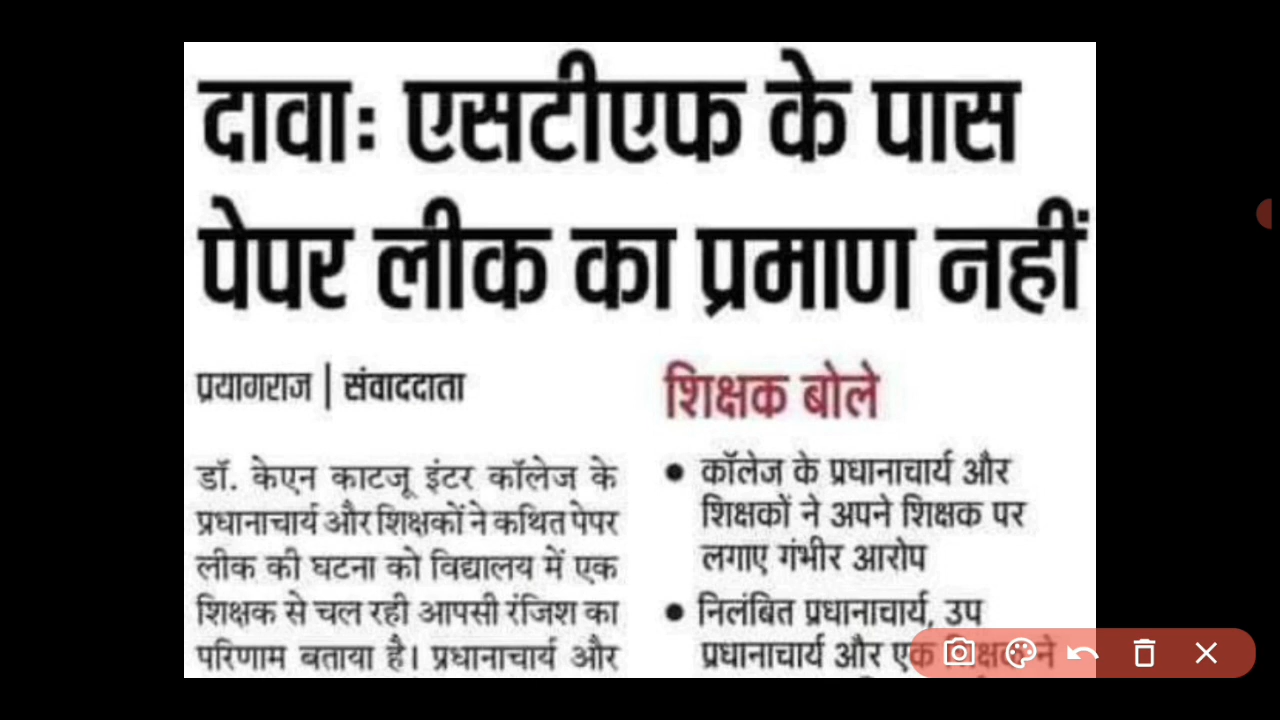 दावाः एसटीएफ के पास
पेपर लीक का प्रमाण नहीं
प्रयागराज | संवाददाता
डॉ. केएन काटजू इंटर कॉलेज के
प्रधानाचार्य और शिक्षकों ने कथित पेपर
लीक की घटना को विद्यालय में एक
शिक्षक से चल रही आपसी रंजिश का
परिणाम बताया है। प्रधानाचार्य और
शिक्षक बोले
● कॉलेज के प्रधानाचार्य और
शिक्षकों ने अपने शिक्षक पर
लगाए गंभीर आरोप
● निलंबित प्रधानाचार्य, उप
प्रधानाचार्य और एक शिक्षक ने